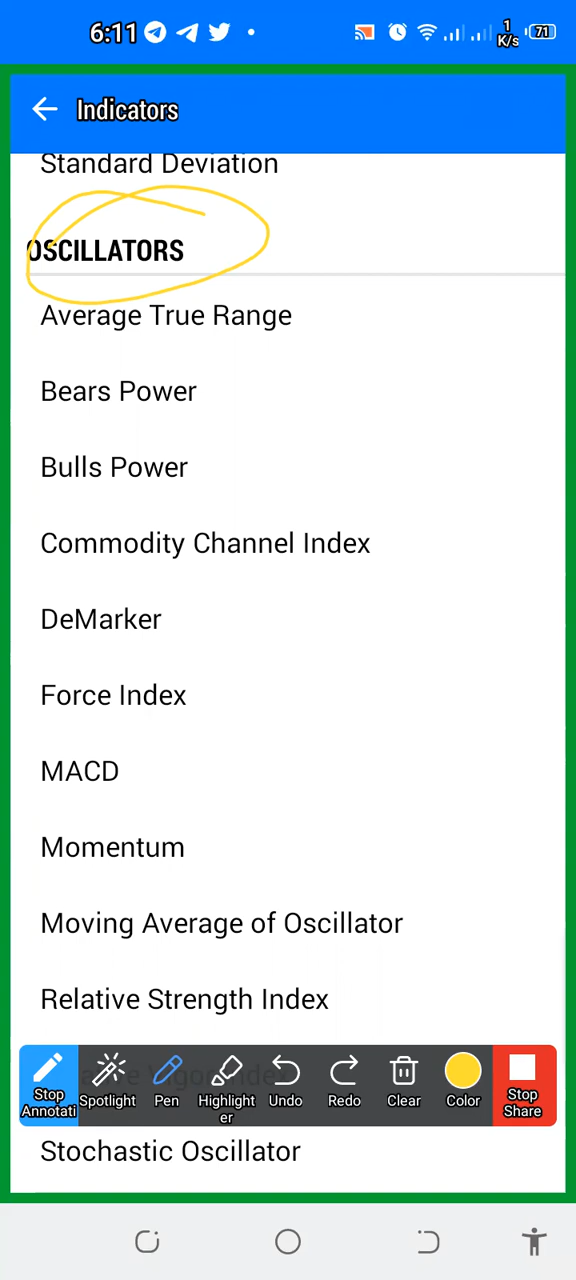 6:11
1
K/s
71
Indicators
Standard Deviation
OSCILLATORS
Average True Range
Bears Power
Bulls Power
Commodity Channel Index
DeMarker
Force Index
MACD
Momentum
Moving Average of Oscillator
Relative Strength Index
Stop
Annotati
Spotlight
Pen
Highlight
er
Undo
Redo
Clear
Color
Stop
Share
Stochastic Oscillator